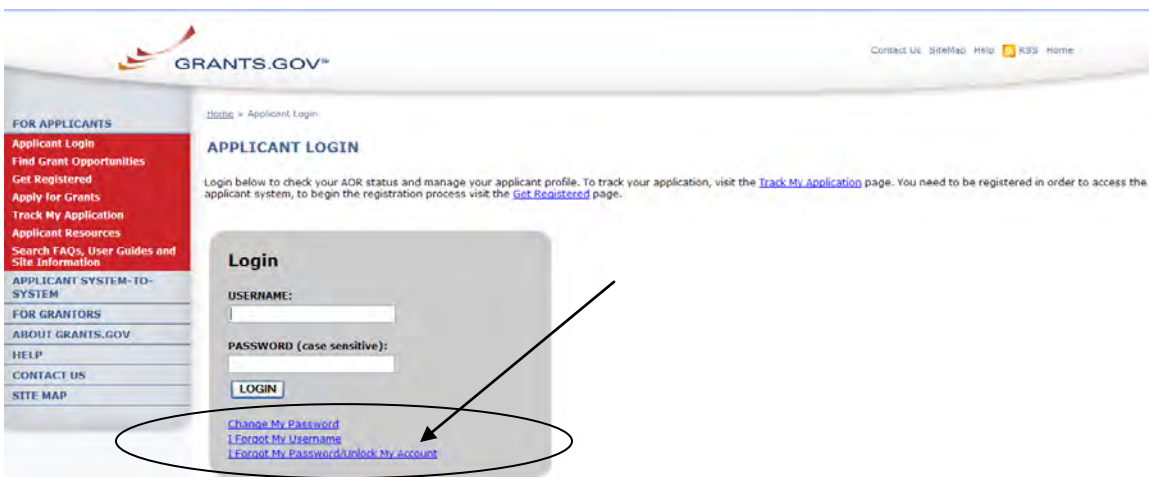 GRANTS.GOV℠
Contact Us SiteMap Help RSS Home
FOR APPLICANTS
Applicant Login
Find Grant Opportunities
Get Registered
Apply for Grants
Track My Application
Applicant Resources
Search FAQs, User Guides and
Site Information
APPLICANT SYSTEM-TO-
SYSTEM
FOR GRANTORS
ABOUT GRANTS.GOV
HELP
CONTACT US
SITE MAP
Home » Applicant Login
APPLICANT LOGIN
Login below to check your AOR status and manage your applicant profile. To track your application, visit the Track My Application page. You need to be registered in order to access the
applicant system, to begin the registration process visit the Get Registered page.
Login
USERNAME:
PASSWORD (case sensitive):
LOGIN
Change My Password
I Forgot My Username
I Forgot My Password/Unlock My Account